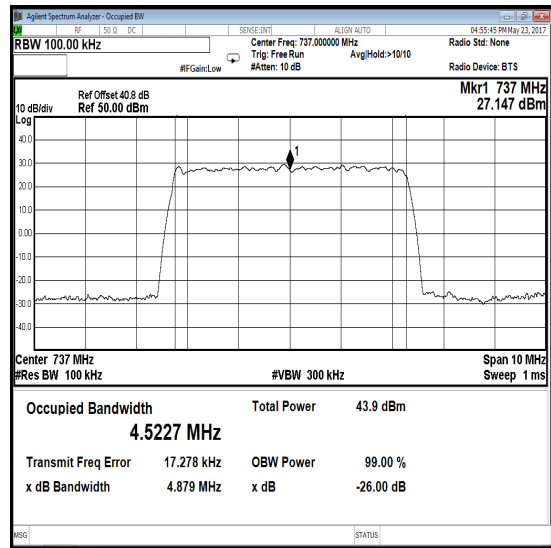 Agilent Spectrum Analyzer - Occupied BW
LXI RF 50 Ω DC SENSE:INT ALIGN AUTO 04:55:45 PM May 23, 2017
RBW 100.00 kHz Center Freq: 737.000000 MHz Radio Std: None
Trig: Free Run Avg|Hold:>10/10
#IFGain:Low #Atten: 10 dB Radio Device: BTS
Mkr1 737 MHz
27.147 dBm
Ref Offset 40.8 dB
10 dB/div Ref 50.00 dBm
Log
1
40.0
30.0
20.0
10.0
0.00
-10.0
-20.0
-30.0
-40.0
Center 737 MHz Span 10 MHz
#Res BW 100 kHz #VBW 300 kHz Sweep 1 ms
Occupied Bandwidth Total Power 43.9 dBm
4.5227 MHz
Transmit Freq Error 17.278 kHz OBW Power 99.00 %
x dB Bandwidth 4.879 MHz x dB -26.00 dB
MSG STATUS